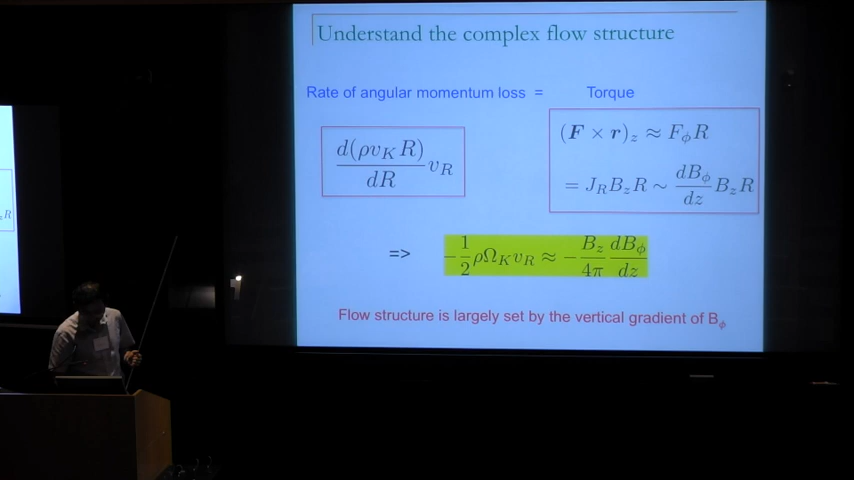 Understand the complex flow structure
Rate of angular momentum loss = Torque
d(ρv_K R)/dR v_R
(F × r)_z ≈ F_ϕ R
= J_R B_z R ∼ dB_ϕ/dz B_z R
=> -1/2 ρΩ_K v_R ≈ -B_z/4π dB_ϕ/dz
Flow structure is largely set by the vertical gradient of B_ϕ
z R